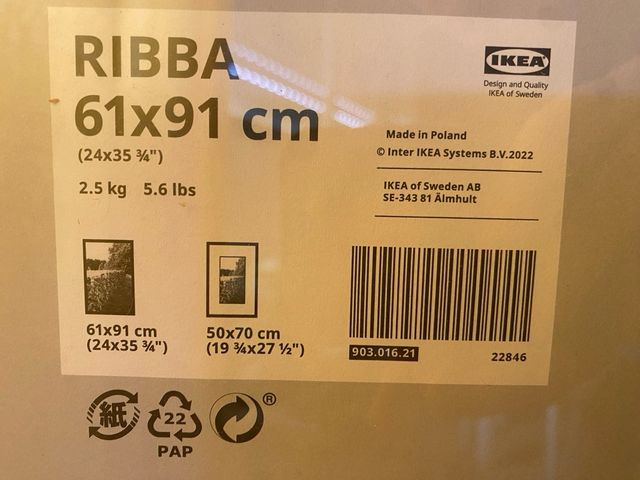 RIBBA
61x91 cm
(24x35 ¾")
2.5 kg 5.6 lbs
IKEA
®
Design and Quality
IKEA of Sweden
Made in Poland
© Inter IKEA Systems B.V.2022
IKEA of Sweden AB
SE-343 81 Älmhult
61x91 cm
(24x35 ¾")
50x70 cm
(19 ¾x27 ½")
903.016.21
22846
紙
22
PAP
®